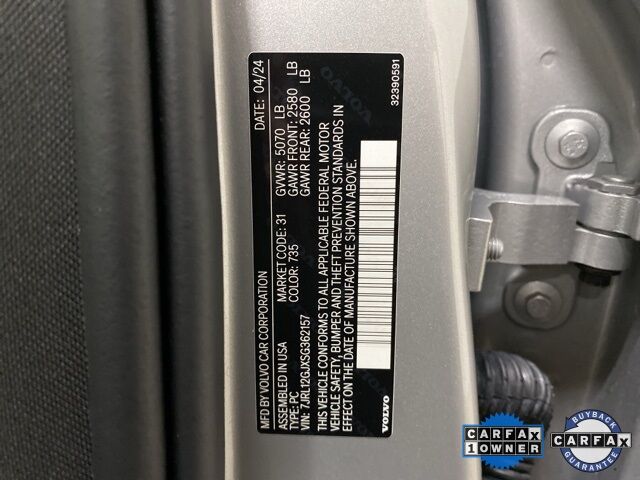 MFD BY VOLVO CAR CORPORATION DATE: 04/24
ASSEMBLED IN USA MARKET CODE: 31 GVWR: 5070 LB
TYPE: PC COLOR: 735 GAWR FRONT: 2580 LB
VIN: 7JRL12GJXSG362157 GAWR REAR: 2600 LB
THIS VEHICLE CONFORMS TO ALL APPLICABLE FEDERAL MOTOR
VEHICLE SAFETY, BUMPER AND THEFT PREVENTION STANDARDS IN
EFFECT ON THE DATE OF MANUFACTURE SHOWN ABOVE.
VOLVO 32390591
VOLVO
CARFAX
1 OWNER
BUYBACK
CARFAX
GUARANTEE